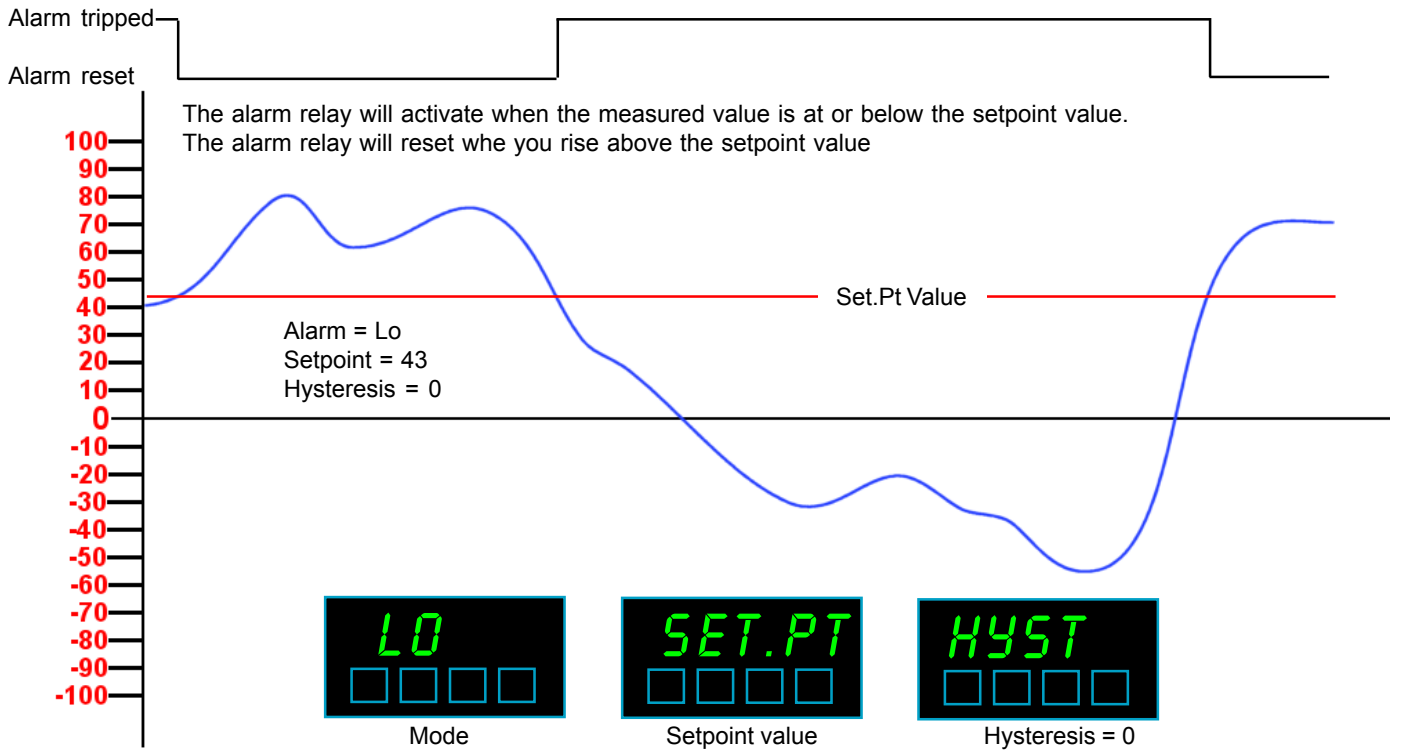 Alarm tripped
Alarm reset
The alarm relay will activate when the measured value is at or below the setpoint value.
The alarm relay will reset whe you rise above the setpoint value
100
90
80
70
60
50
40
30
20
10
0
-10
-20
-30
-40
-50
-60
-70
-80
-90
-100
Set.Pt Value
Alarm = Lo
Setpoint = 43
Hysteresis = 0
LO
SET.PT
HYST
Mode
Setpoint value
Hysteresis = 0